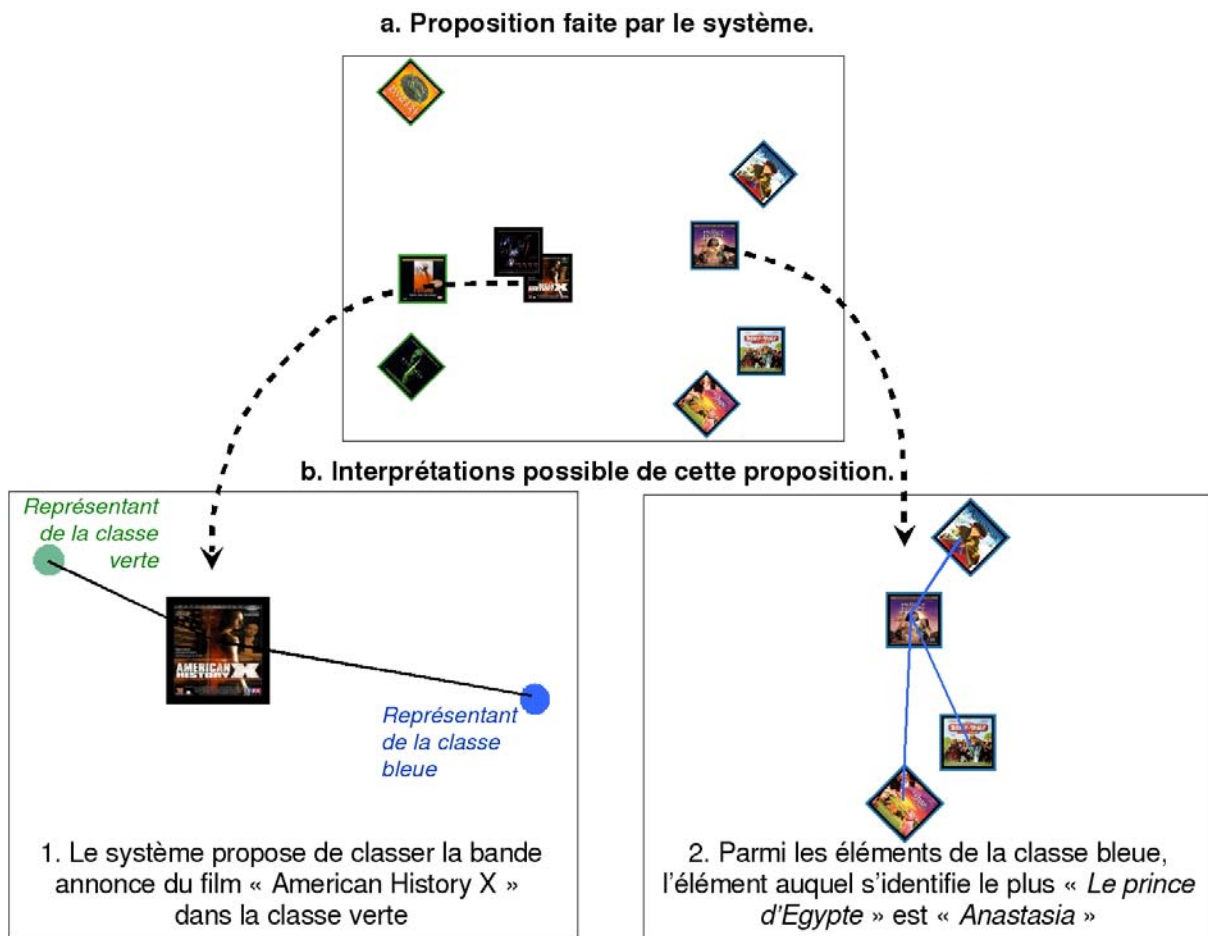 a. Proposition faite par le système.
b. Interprétations possible de cette proposition.
Représentant
de la classe
verte
AMERICAN
HISTORY X
Représentant
de la classe
bleue
1. Le système propose de classer la bande
annonce du film « American History X »
dans la classe verte
2. Parmi les éléments de la classe bleue,
l'élément auquel s'identifie le plus « Le prince
d'Egypte » est « Anastasia »